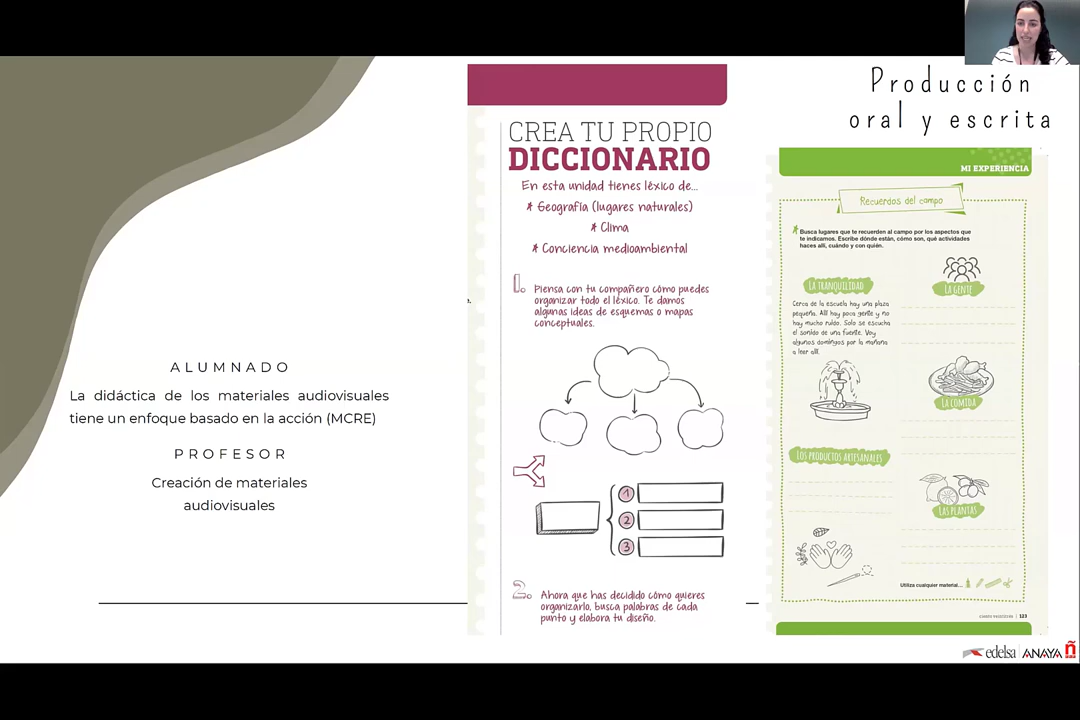 Producción
oral y escrita
ALUMNADO
La didáctica de los materiales audiovisuales
tiene un enfoque basado en la acción (MCRE)
PROFESOR
Creación de materiales
audiovisuales
CREA TU PROPIO
DICCIONARIO
En esta unidad tienes léxico de...
* Geografía (lugares naturales)
* Clima
* Conciencia medioambiental
1. Piensa con tu compañero cómo puedes
organizar todo el léxico. Te damos
algunas ideas de esquemas o mapas
conceptuales.
1
2
3
2. Ahora que has decidido cómo quieres
organizarlo, busca palabras de cada
punto y elabora tu diseño.
MI EXPERIENCIA
Recuerdos del campo
* Busca lugares que te recuerden al campo por los aspectos que
te indicamos. Escribe dónde están, cómo son, qué actividades
haces allí, cuándo y con quién.
LA TRANQUILIDAD
Cerca de la escuela hay una plaza
pequeña. Allí hay poca gente y no
hay mucho ruido. Solo se escucha
el sonido de una fuente. Voy
algunos domingos por la mañana
a leer allí.
LA GENTE
LA COMIDA
LOS PRODUCTOS ARTESANALES
LAS PLANTAS
Utiliza cualquier material...
123
edelsa
ANAYA
ñ